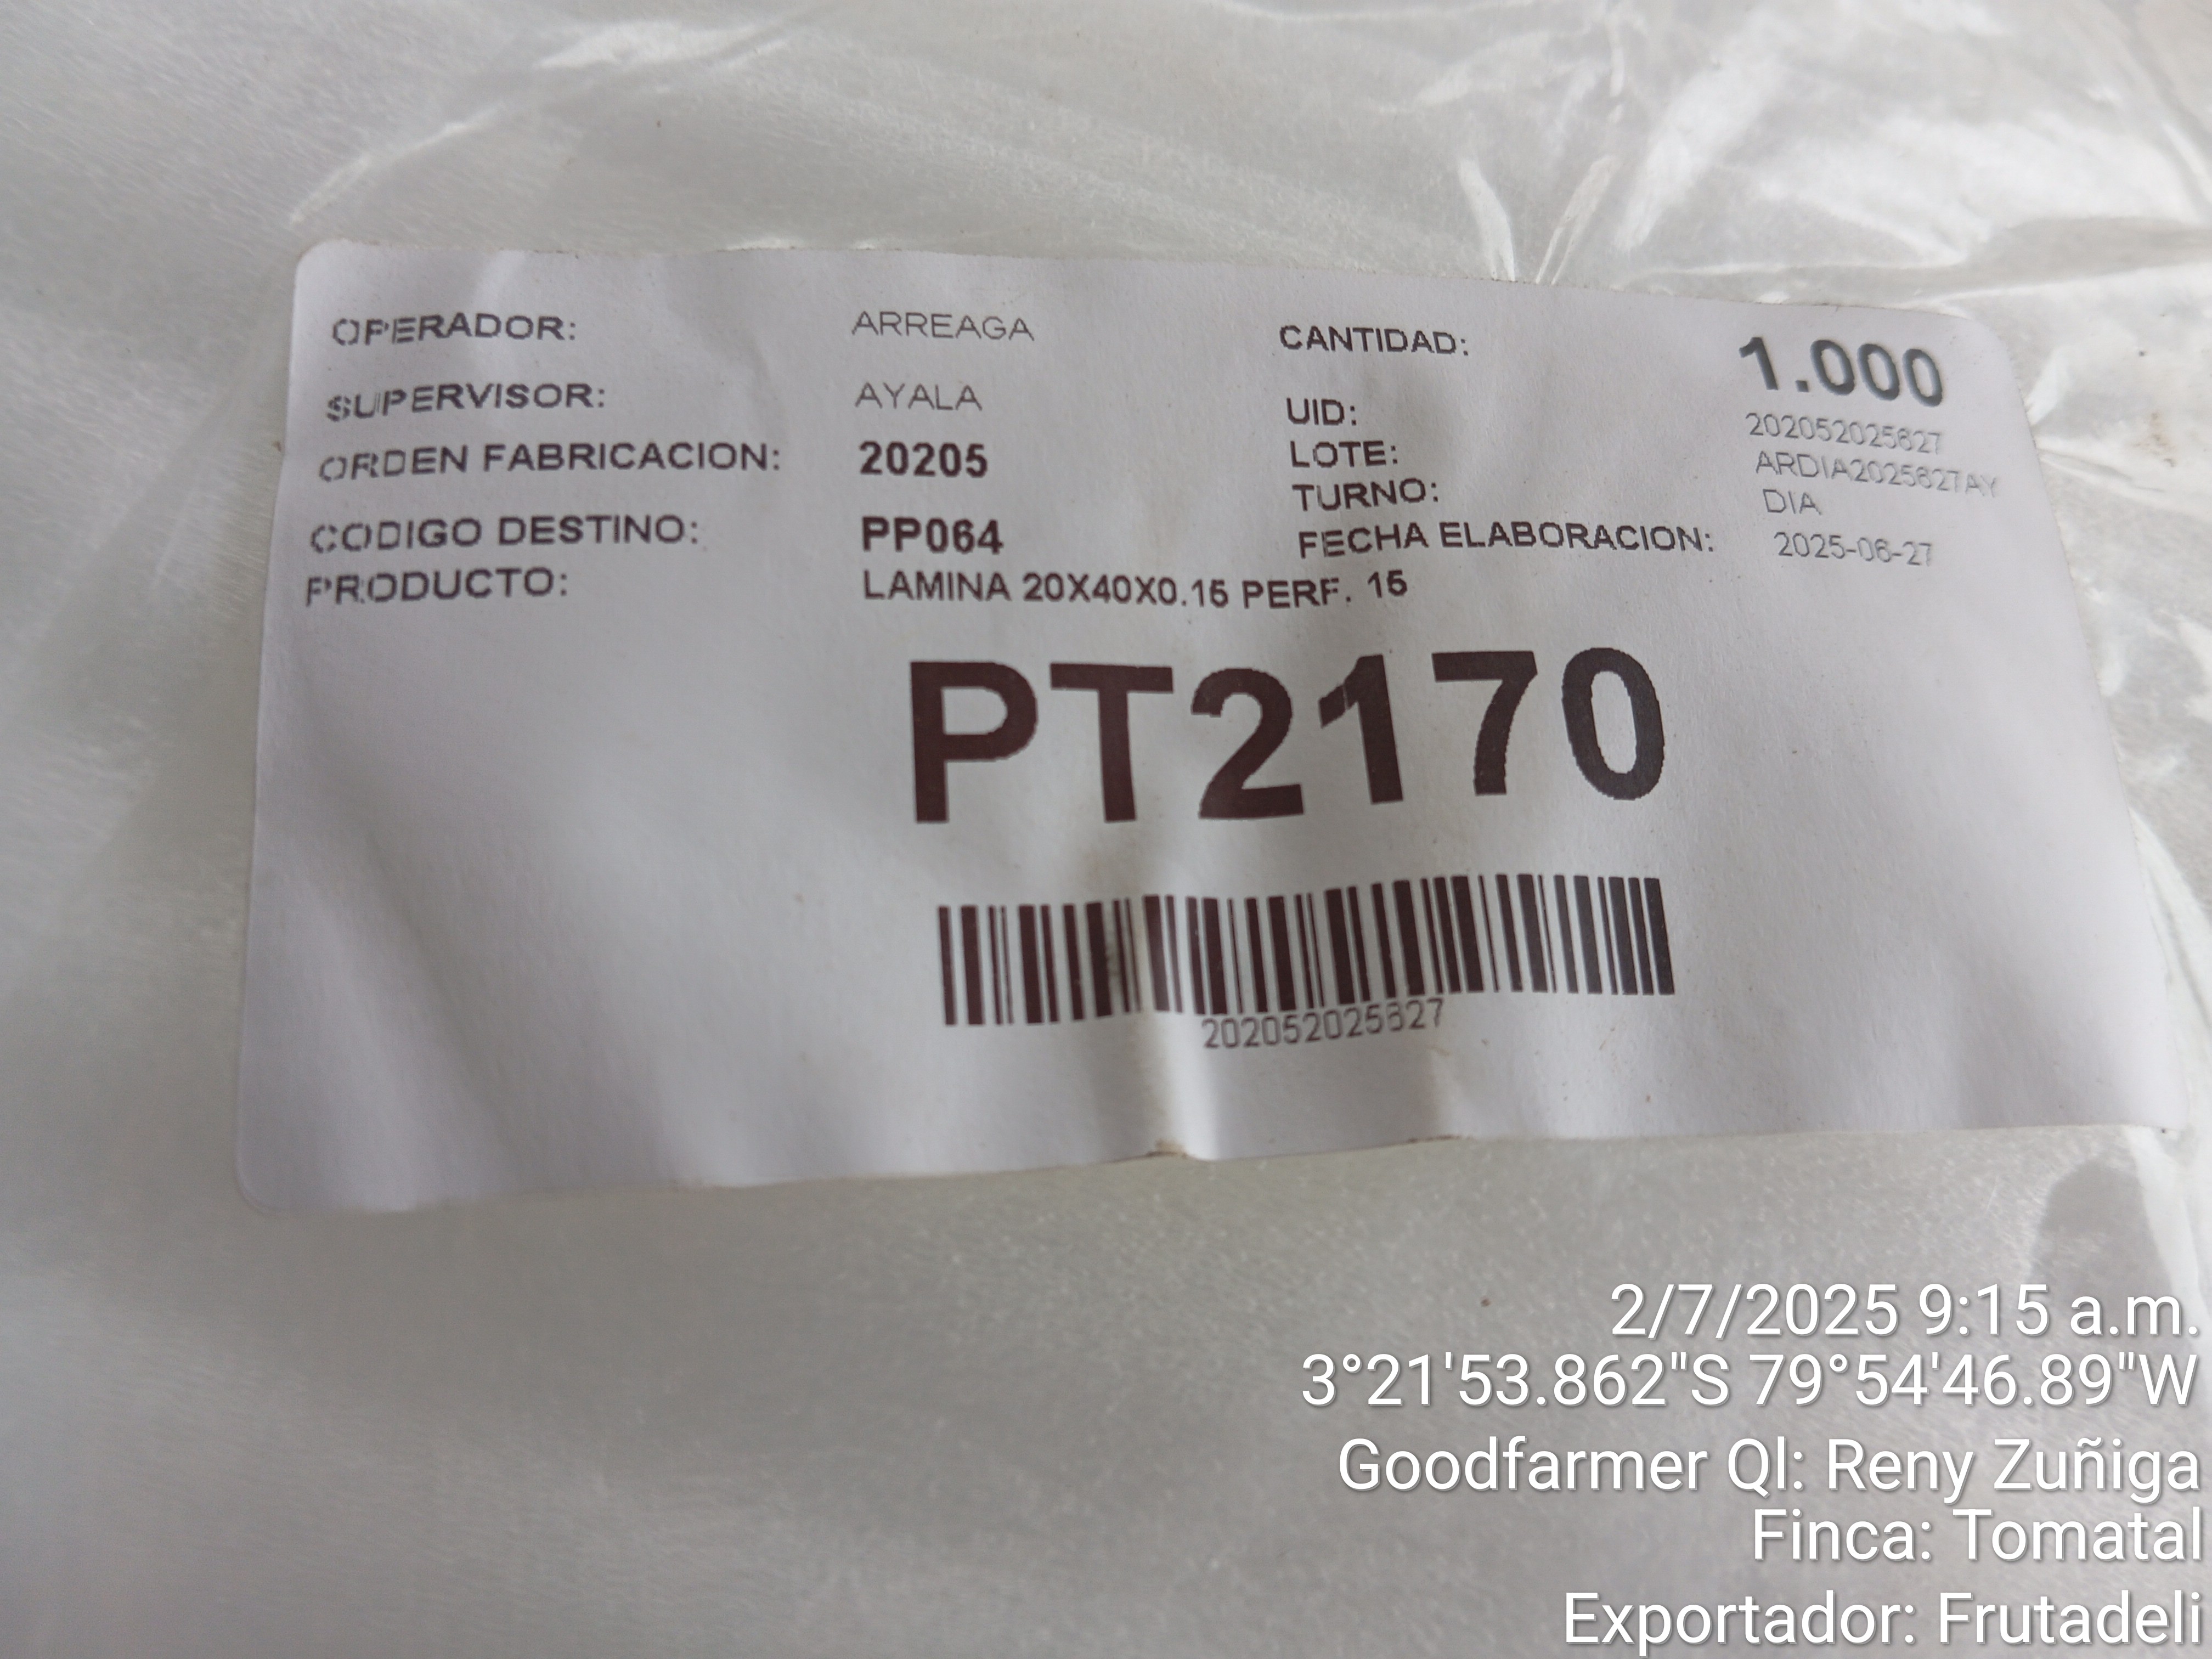 OPERADOR: ARREAGA CANTIDAD: 1.000
SUPERVISOR: AYALA UID: 202052025627
ORDEN FABRICACION: 20205 LOTE: ARDIA2025627AY
TURNO: DIA
CODIGO DESTINO: PP064 FECHA ELABORACION: 2025-06-27
PRODUCTO: LAMINA 20X40X0.15 PERF. 15
PT2170
202052025627
2/7/2025 9:15 a.m.
3°21'53.862"S 79°54'46.89"W
Goodfarmer Ql: Reny Zuñiga
Finca: Tomatal
Exportador: Frutadeli